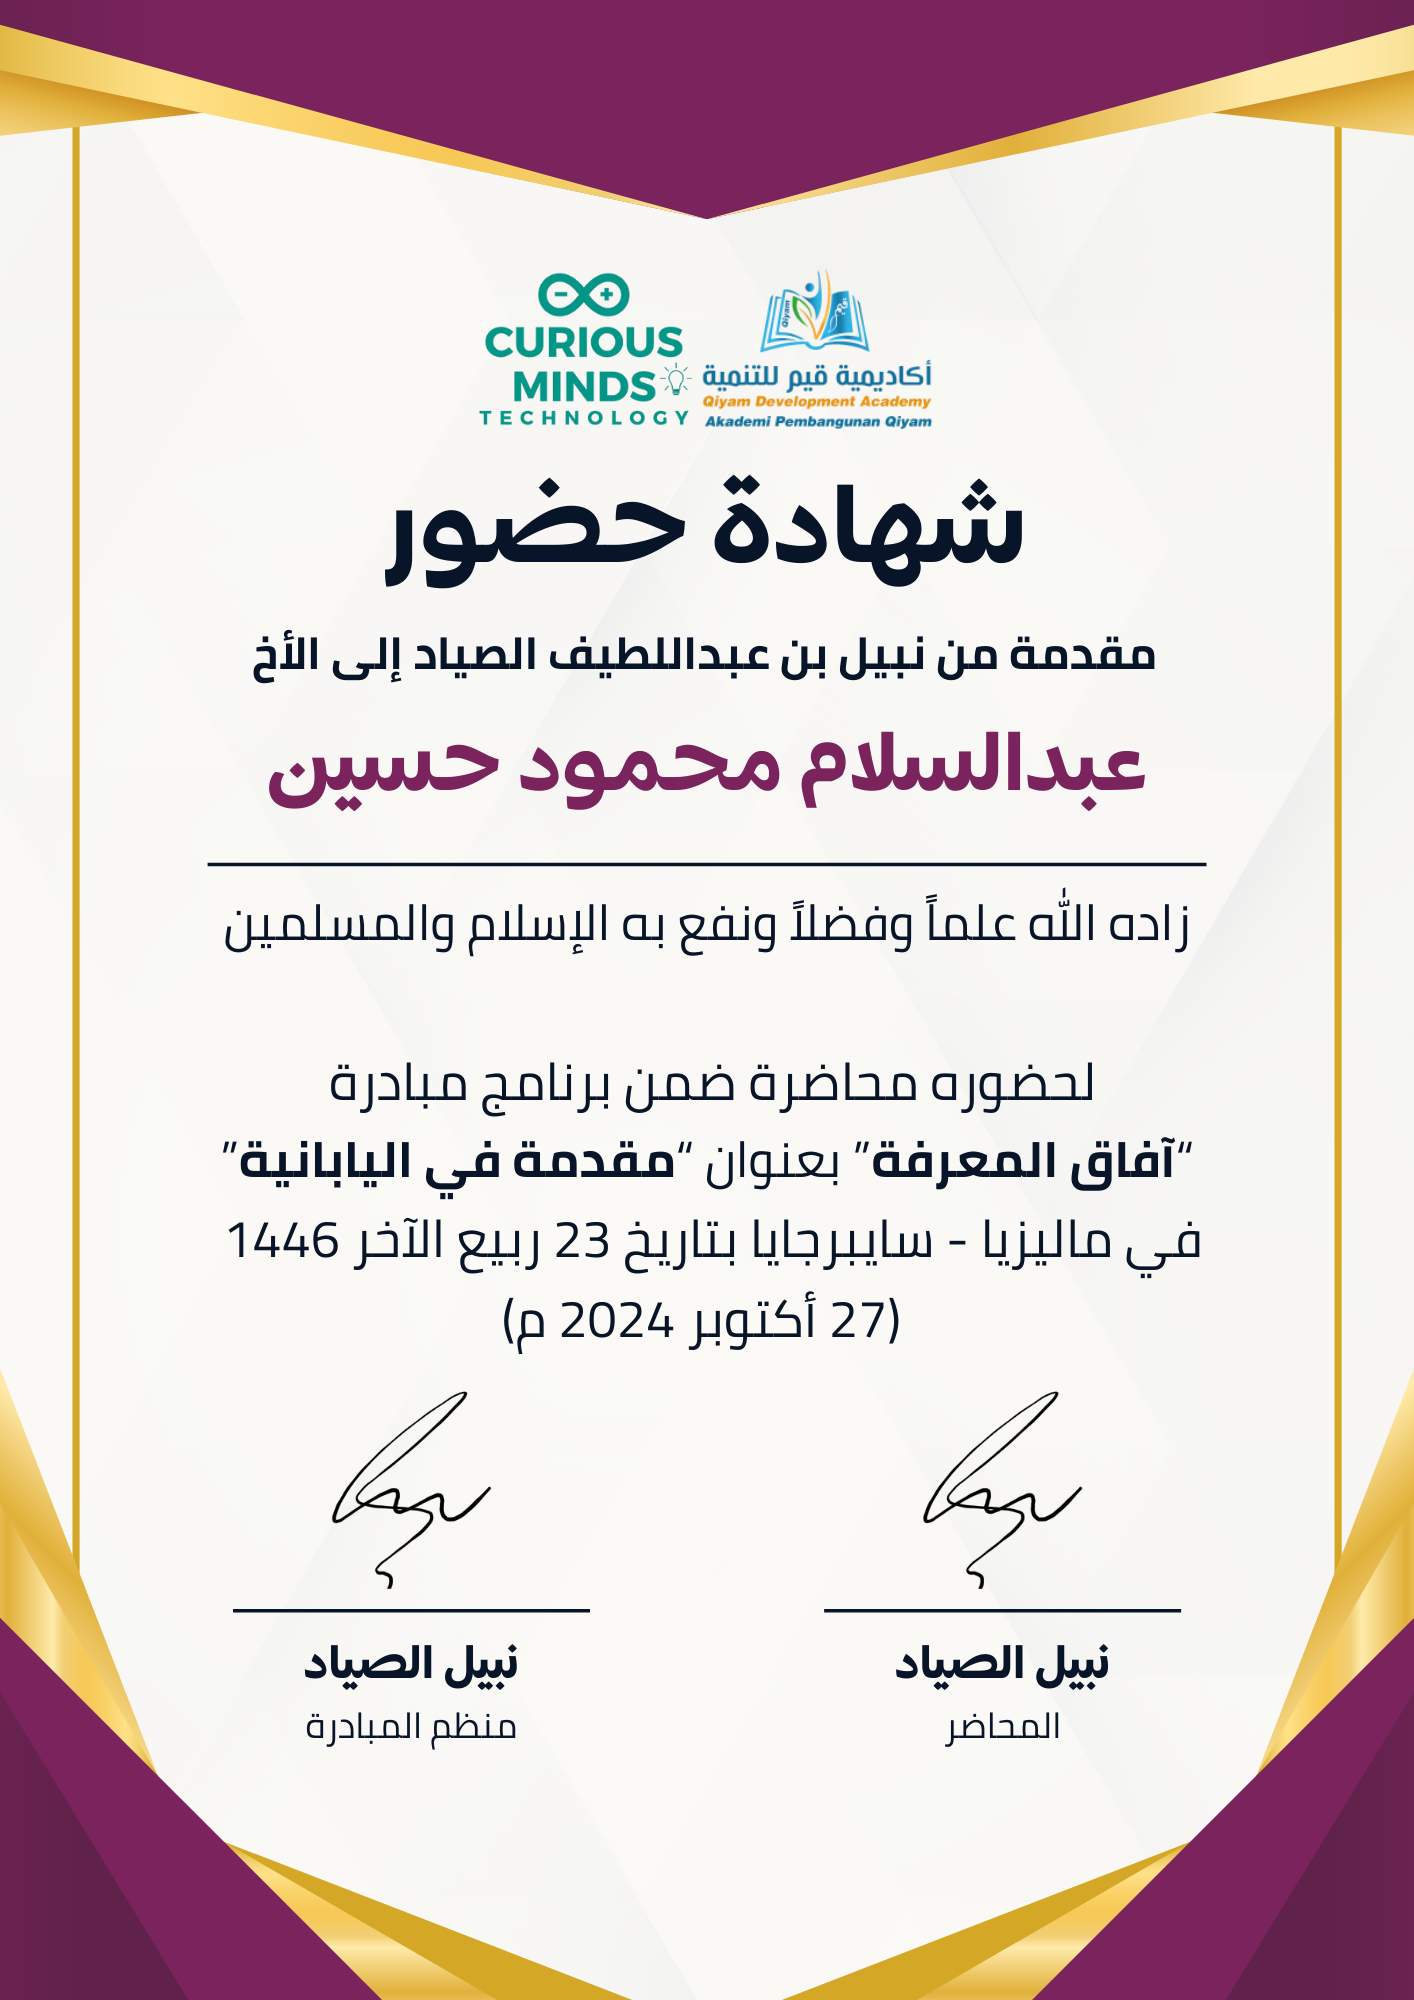 CURIOUS
MINDS
TECHNOLOGY
Qiyam
قيم
أكاديمية قيم للتنمية
Qiyam Development Academy
Akademi Pembangunan Qiyam
شهادة حضور
مقدمة من نبيل بن عبداللطيف الصياد إلى الأخ
عبدالسلام محمود حسين
زاده الله علماً وفضلاً ونفع به الإسلام والمسلمين
لحضوره محاضرة ضمن برنامج مبادرة
“آفاق المعرفة” بعنوان “مقدمة في اليابانية”
في ماليزيا - سايبرجايا بتاريخ 23 ربيع الآخر 1446
(27 أكتوبر 2024 م)
نبيل الصياد
المحاضر
نبيل الصياد
منظم المبادرة